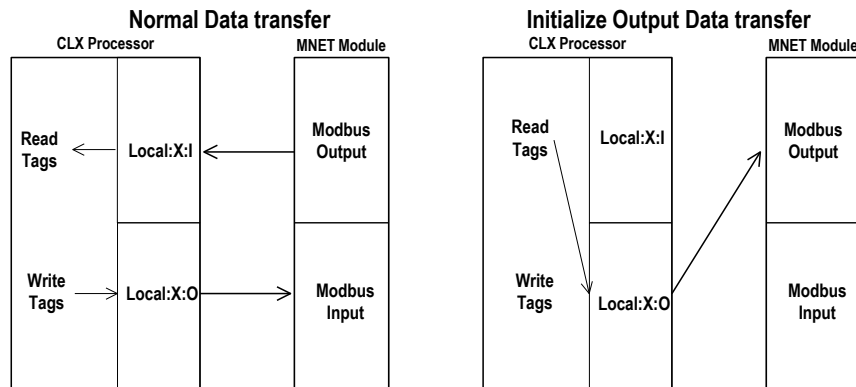 Normal Data transfer
CLX Processor
MNET Module
Read
Tags
Local:X:I
Modbus
Output
Write
Tags
Local:X:O
Modbus
Input
Initialize Output Data transfer
CLX Processor
MNET Module
Read
Tags
Local:X:I
Modbus
Output
Write
Tags
Local:X:O
Modbus
Input